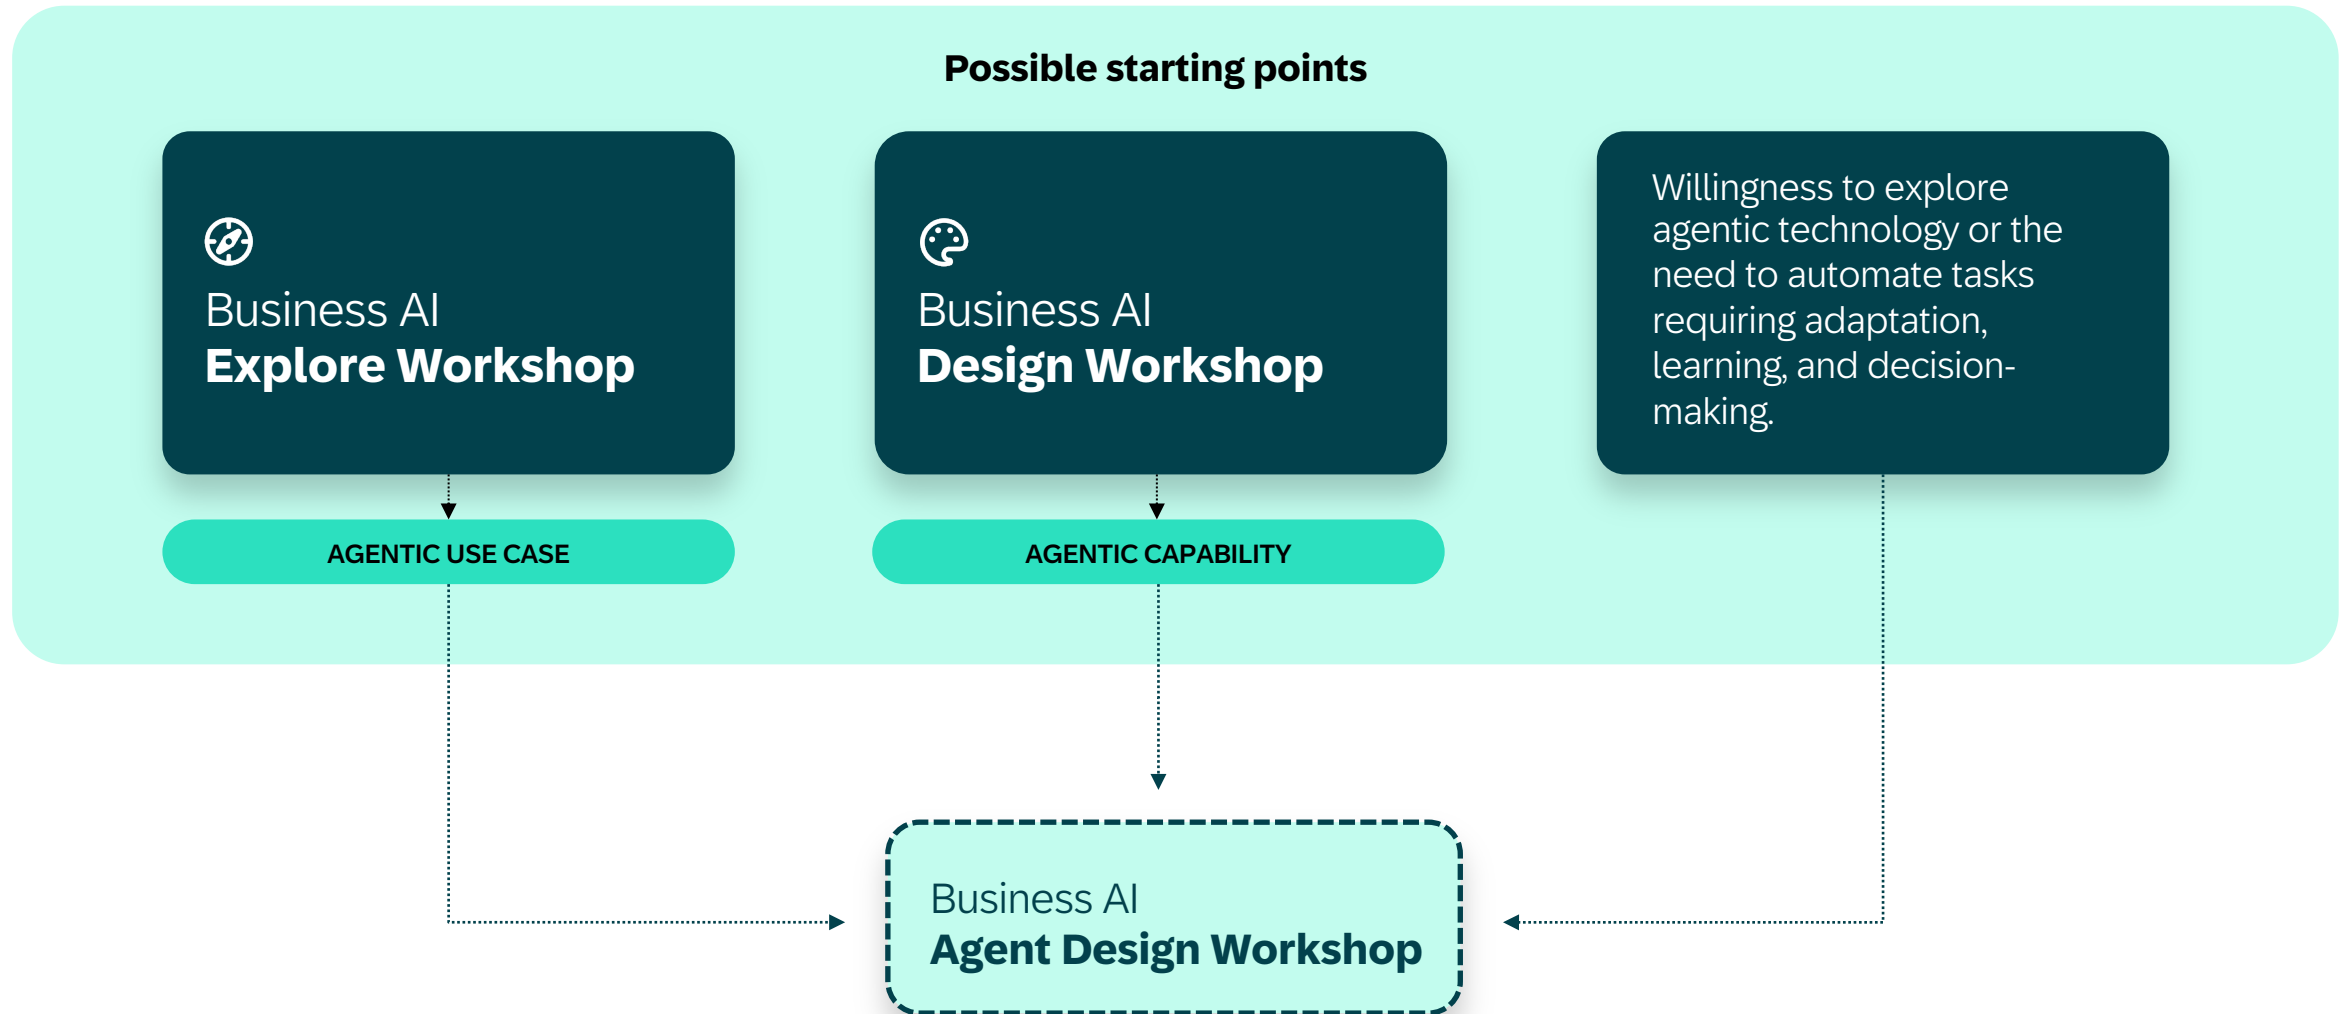 Possible starting points
Business AI
Explore Workshop
Business AI
Design Workshop
Willingness to explore
agentic technology or the
need to automate tasks
requiring adaptation,
learning, and decision-
making.
AGENTIC USE CASE
AGENTIC CAPABILITY
Business AI
Agent Design Workshop